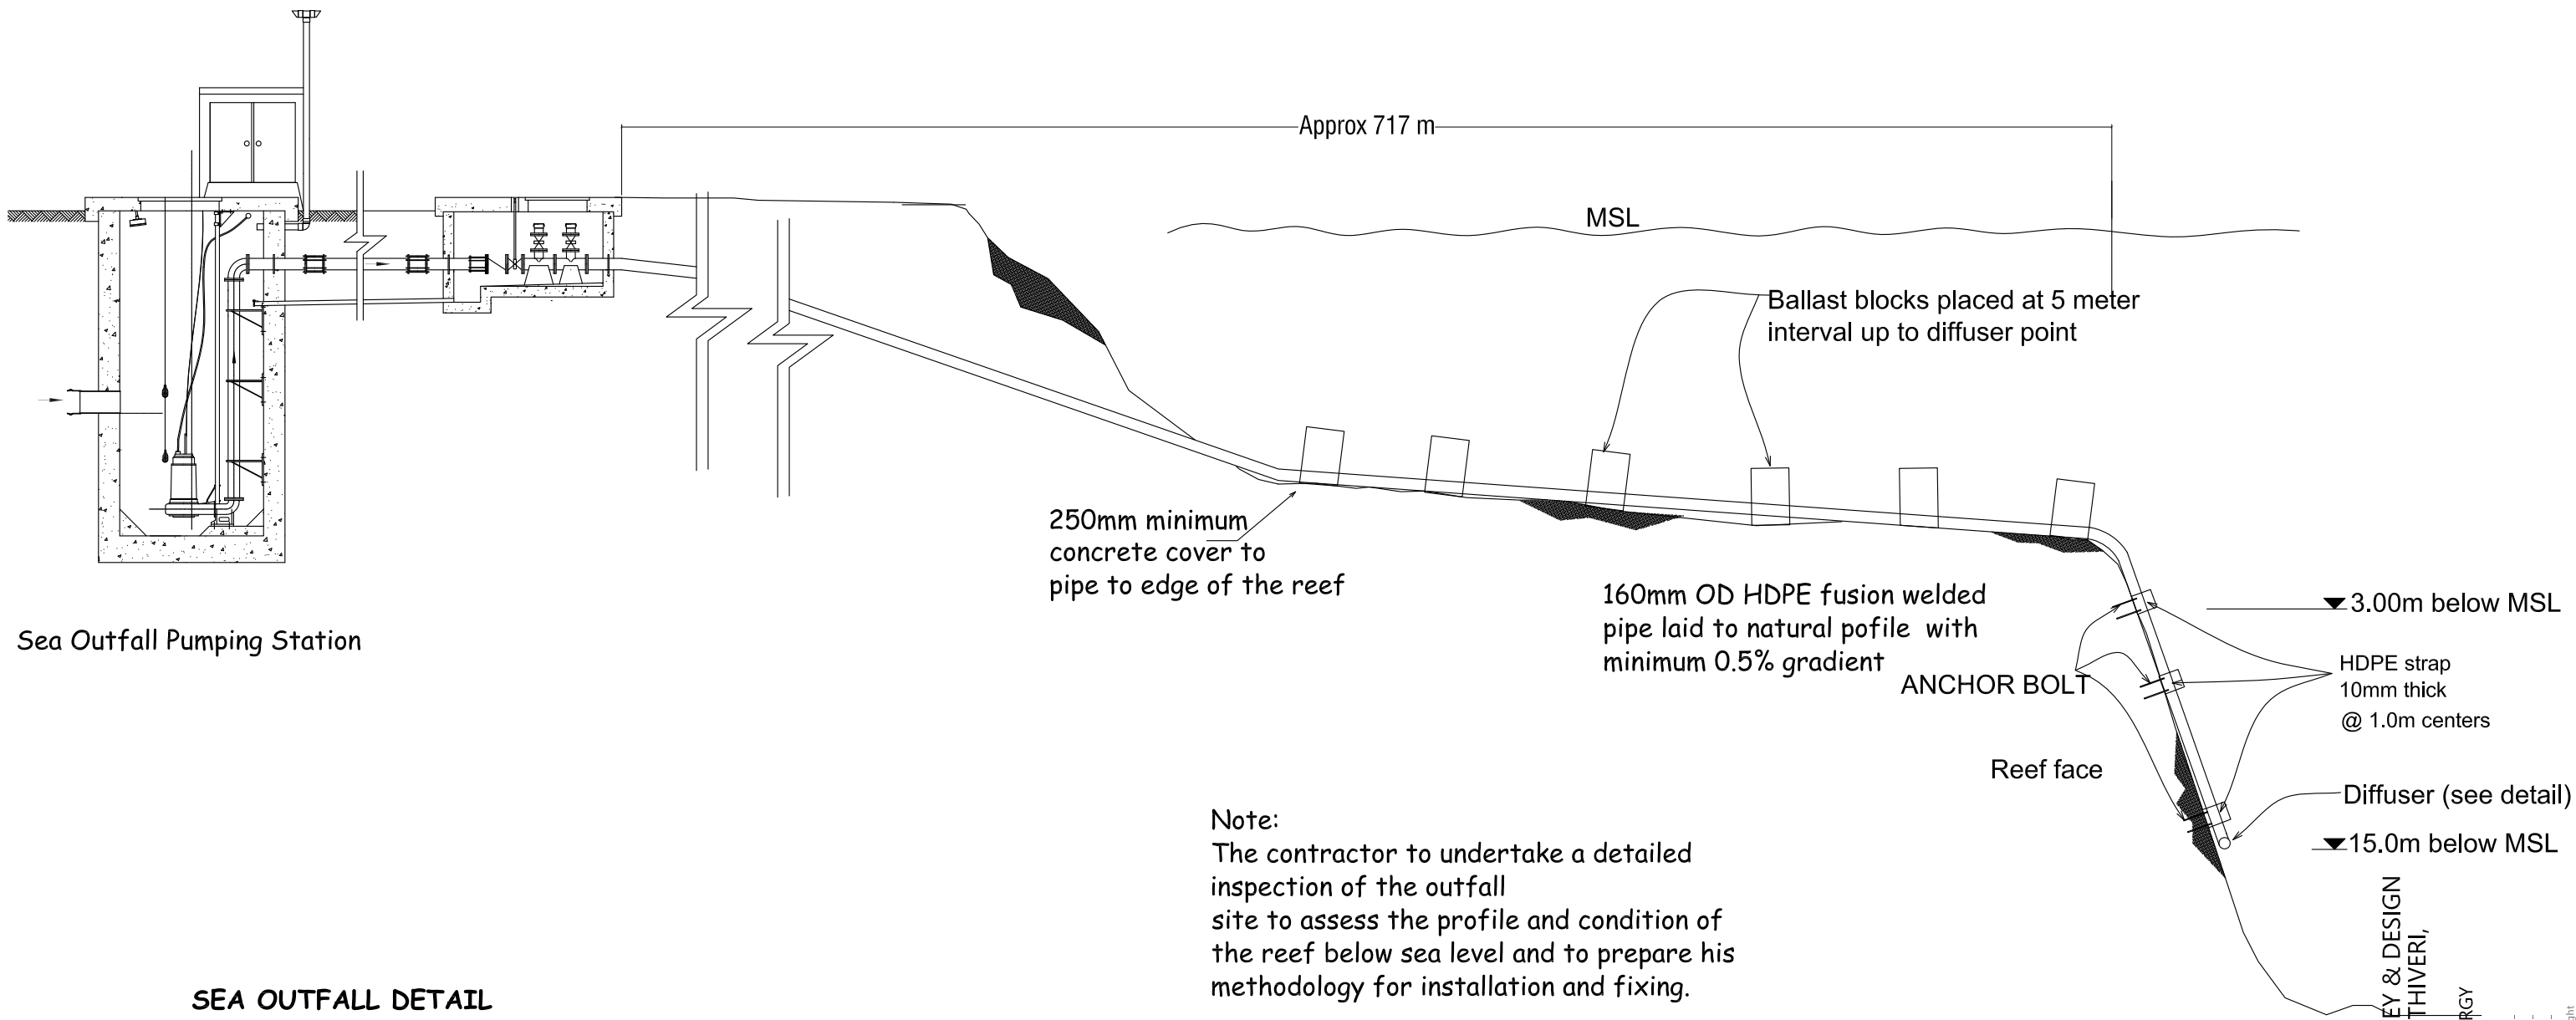 Approx 717 m
MSL
Ballast blocks placed at 5 meter
interval up to diffuser point
250mm minimum
concrete cover to
pipe to edge of the reef
160mm OD HDPE fusion welded
pipe laid to natural pofile with
minimum 0.5% gradient
3.00m below MSL
Sea Outfall Pumping Station
HDPE strap
10mm thick
@ 1.0m centers
ANCHOR BOLT
Reef face
Diffuser (see detail)
15.0m below MSL
Note:
The contractor to undertake a detailed
inspection of the outfall
site to assess the profile and condition of
the reef below sea level and to prepare his
methodology for installation and fixing.
SEA OUTFALL DETAIL
EY & DESIGN
THIVERI,
RGY